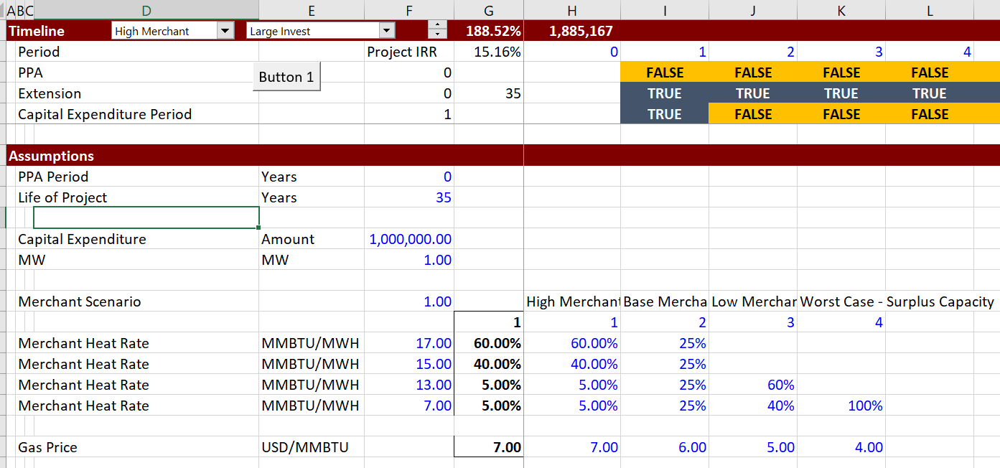 A B C D E F G H I J K L
Timeline High Merchant Large Invest 188.52% 1,885,167
Period Project IRR 15.16% 0 1 2 3 4
PPA 0 FALSE FALSE FALSE FALSE
Button 1
Extension 0 35 TRUE TRUE TRUE TRUE
Capital Expenditure Period 1 TRUE FALSE FALSE FALSE
Assumptions
PPA Period Years 0
Life of Project Years 35
Capital Expenditure Amount 1,000,000.00
MW MW 1.00
Merchant Scenario 1.00 High Merchant Base Mercha Low Merchar Worst Case - Surplus Capacity
1 1 2 3 4
Merchant Heat Rate MMBTU/MWH 17.00 60.00% 60.00% 25%
Merchant Heat Rate MMBTU/MWH 15.00 40.00% 40.00% 25%
Merchant Heat Rate MMBTU/MWH 13.00 5.00% 5.00% 25% 60%
Merchant Heat Rate MMBTU/MWH 7.00 5.00% 5.00% 25% 40% 100%
Gas Price USD/MMBTU 7.00 7.00 6.00 5.00 4.00